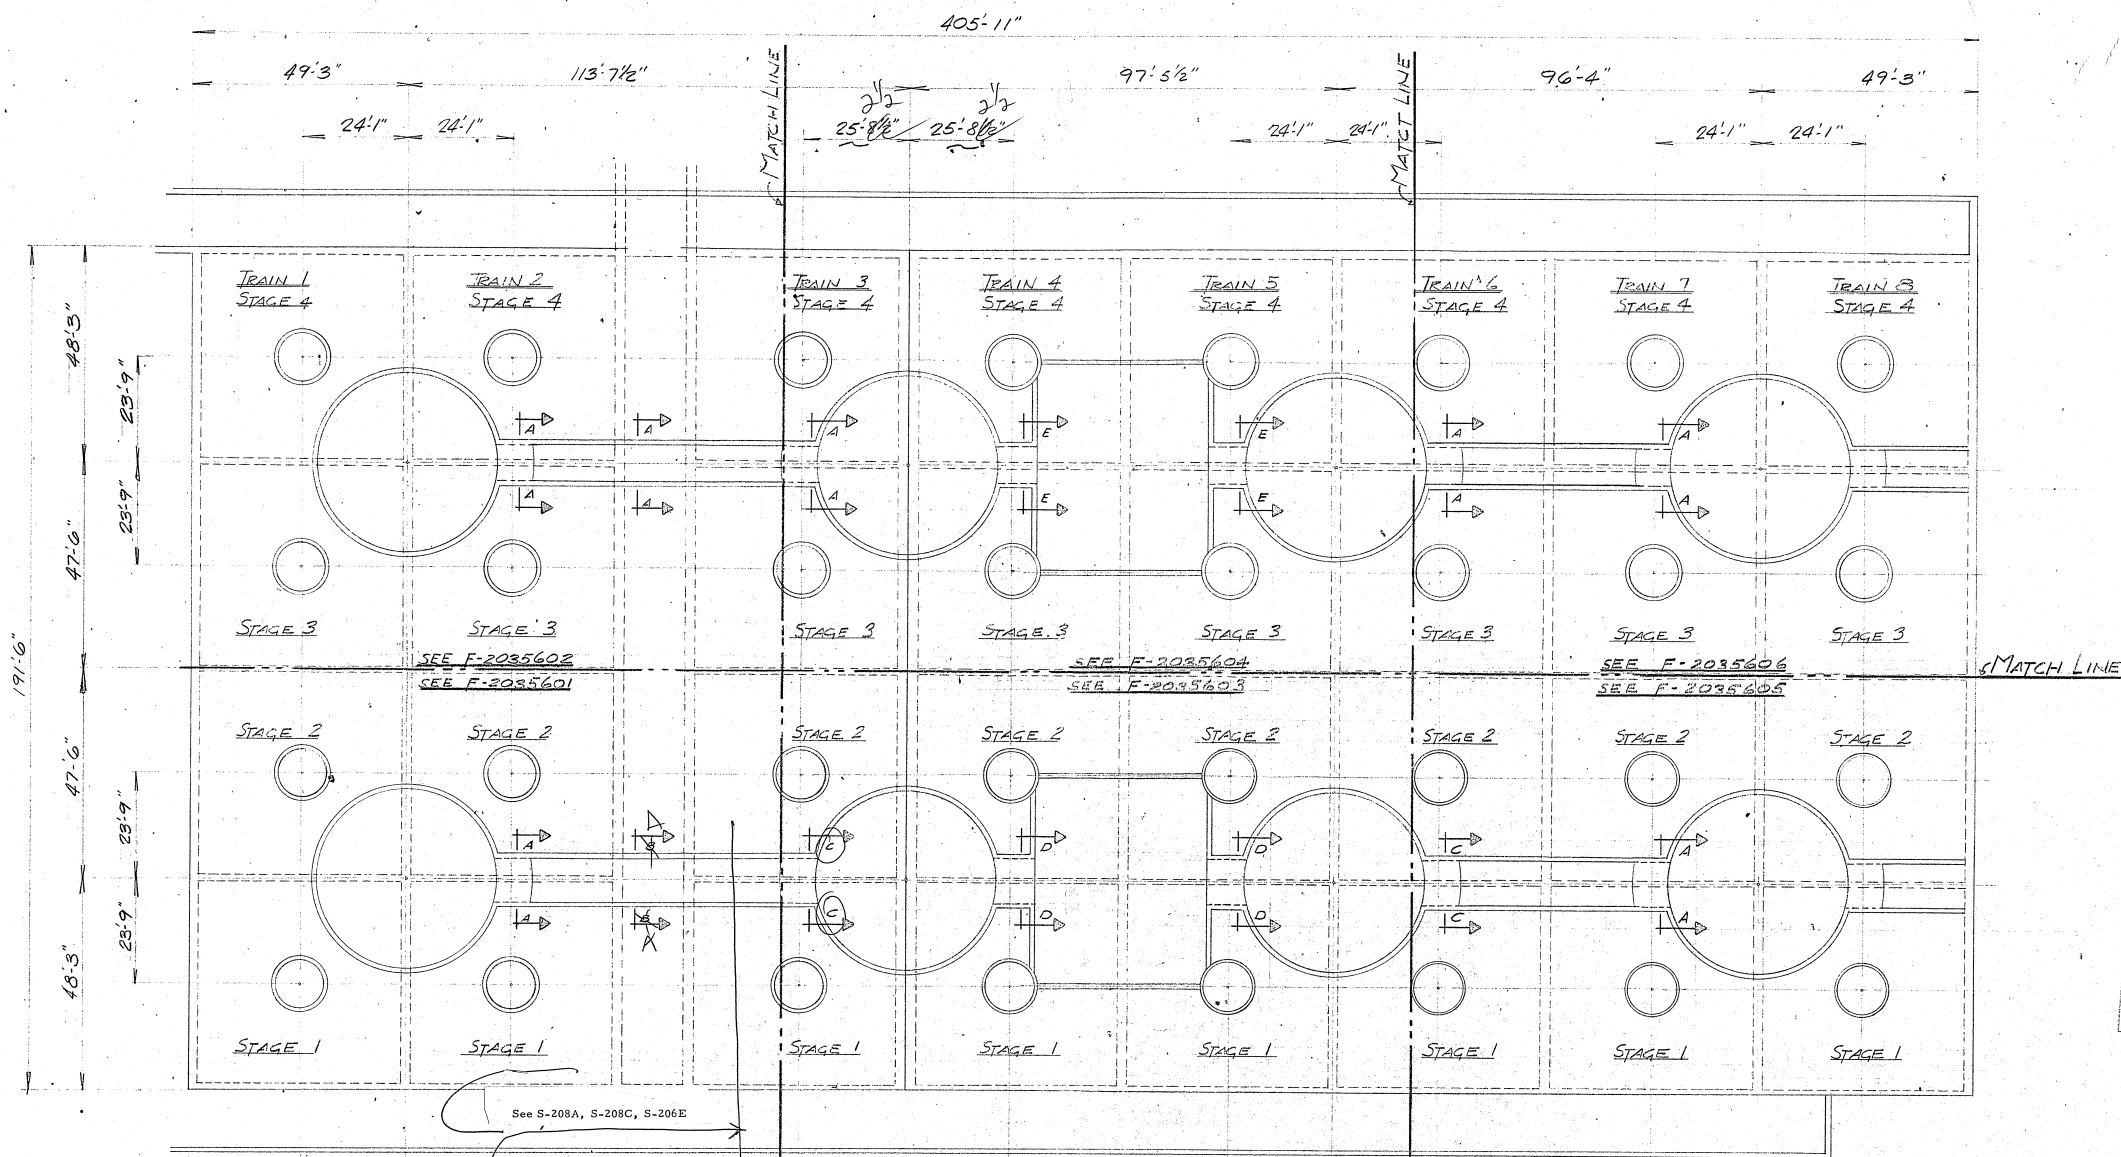 405'-11"
49'-3"
113'-7½"
97'-5½"
96'-4"
49'-3"
2½
2½
24'-1"
24'-1"
25'-8½"
25'-8½"
24'-1"
24'-1"
24'-1"
24'-1"
MATCH LINE
MATCT LINE
TRAIN 1
STAGE 4
TRAIN 2
STAGE 4
TRAIN 3
STAGE 4
TRAIN 4
STAGE 4
TRAIN 5
STAGE 4
TRAIN 6
STAGE 4
TRAIN 7
STAGE 4
TRAIN 8
STAGE 4
48'-3"
23'-9"
A
A
A
E
E
A
A
A
A
A
E
E
A
A
23'-9"
47'-6"
191'-6"
STAGE 3
STAGE 3
STAGE 3
STAGE 3
STAGE 3
STAGE 3
STAGE 3
STAGE 3
SEE F-2035602
SEE F-2035601
SEE F-2035604
SEE F-2035603
SEE F-2035606
SEE F-2035605
MATCH LINE
STAGE 2
STAGE 2
STAGE 2
STAGE 2
STAGE 2
STAGE 2
STAGE 2
STAGE 2
47'-6"
23'-9"
A
A
B
C
D
D
C
A
23'-9"
A
B
A
C
D
D
C
A
48'-3"
STAGE 1
STAGE 1
STAGE 1
STAGE 1
STAGE 1
STAGE 1
STAGE 1
STAGE 1
See S-208A, S-208C, S-206E